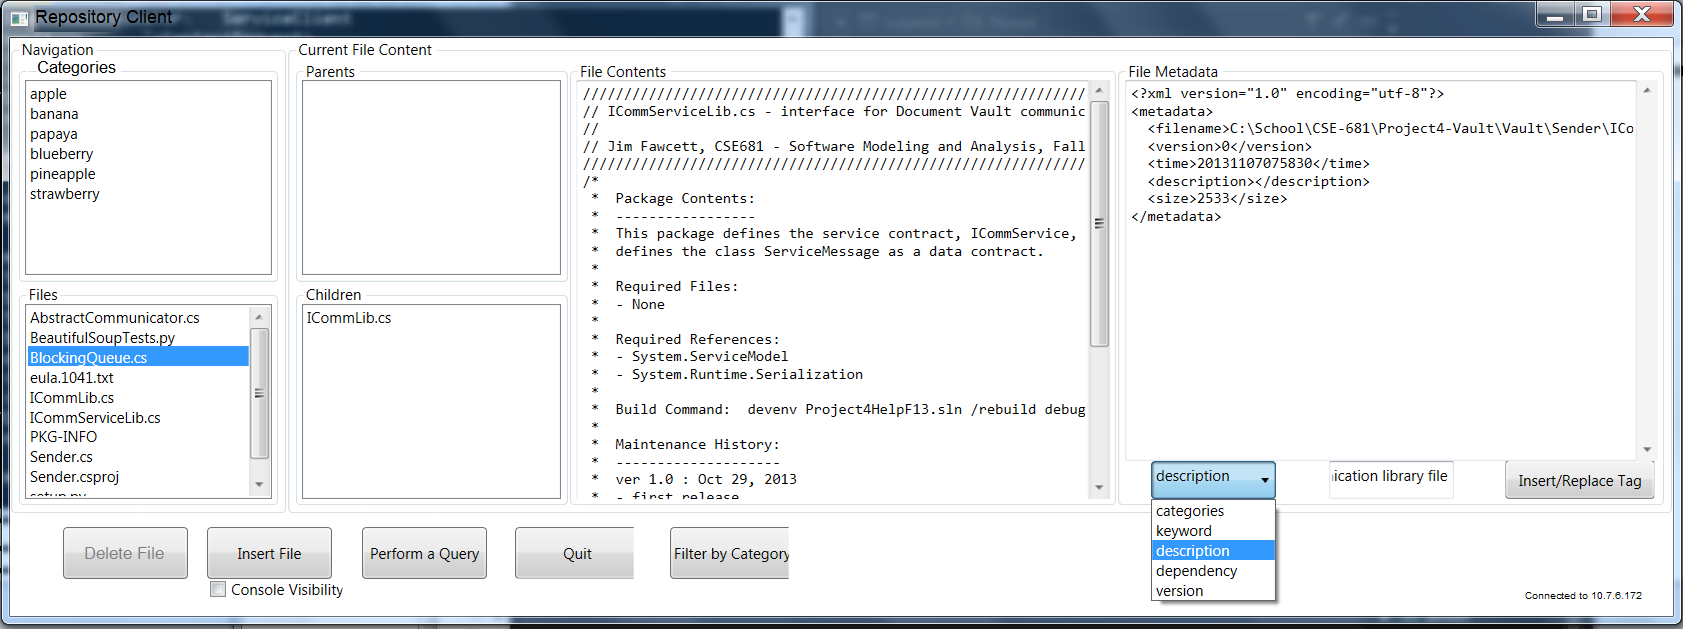 Repository Client
Navigation
Categories
apple
banana
papaya
blueberry
pineapple
strawberry
Files
AbstractCommunicator.cs
BeautifulSoupTests.py
BlockingQueue.cs
eula.1041.txt
ICommLib.cs
ICommServiceLib.cs
PKG-INFO
Sender.cs
Sender.csproj
setup.py
Current File Content
Parents
Children
ICommLib.cs
File Contents
////////////////////////////////////////////////////////////
// ICommServiceLib.cs - interface for Document Vault communic
//
// Jim Fawcett, CSE681 - Software Modeling and Analysis, Fall
////////////////////////////////////////////////////////////
/*
*  Package Contents:
*  -----------------
*  This package defines the service contract, ICommService,
*  defines the class ServiceMessage as a data contract.
*
*  Required Files:
*  - None
*
*  Required References:
*  - System.ServiceModel
*  - System.Runtime.Serialization
*
*  Build Command:  devenv Project4HelpF13.sln /rebuild debug
*
*  Maintenance History:
*  --------------------
*  ver 1.0 : Oct 29, 2013
*  - first release
File Metadata
<?xml version="1.0" encoding="utf-8"?>
<metadata>
<filename>C:\School\CSE-681\Project4-Vault\Vault\Sender\ICo
<version>0</version>
<time>20131107075830</time>
<description></description>
<size>2533</size>
</metadata>
description
ication library file
Insert/Replace Tag
categories
keyword
description
dependency
version
Delete File
Insert File
Perform a Query
Quit
Filter by Category
Console Visibility
Connected to 10.7.6.172